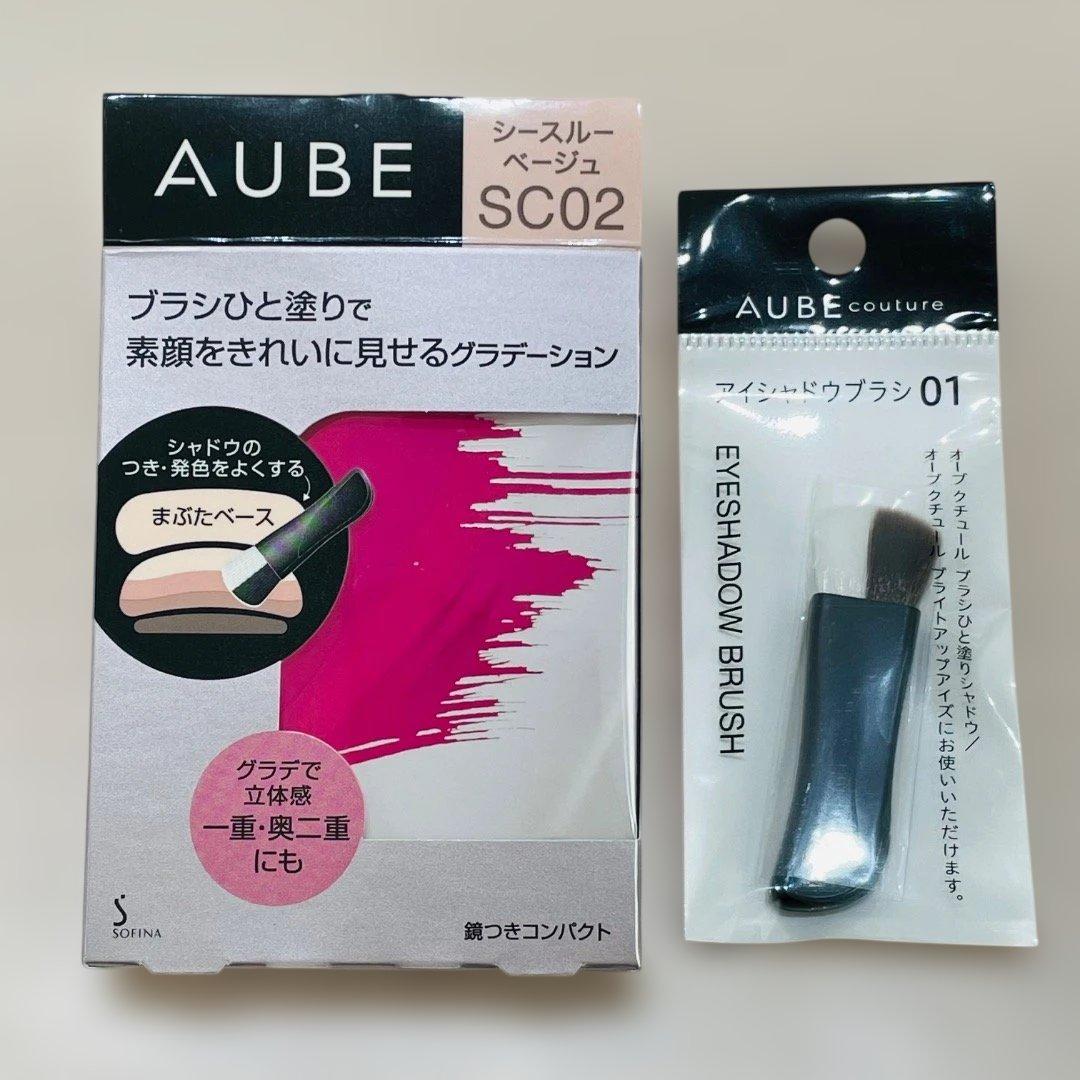 AUBE
シースルー
ベージュ
SC02
ブラシひと塗りで
素顔をきれいに見せるグラデーション
シャドウの
つき・発色をよくする
まぶたベース
グラデで
立体感
一重・奥二重
にも
SOFINA
鏡つきコンパクト
AUBE couture
アイシャドウブラシ 01
EYESHADOW BRUSH
オーブ クチュール ブラシひと塗りシャドウ/
オーブ クチュール ブライトアップアイズにお使いいただけます。